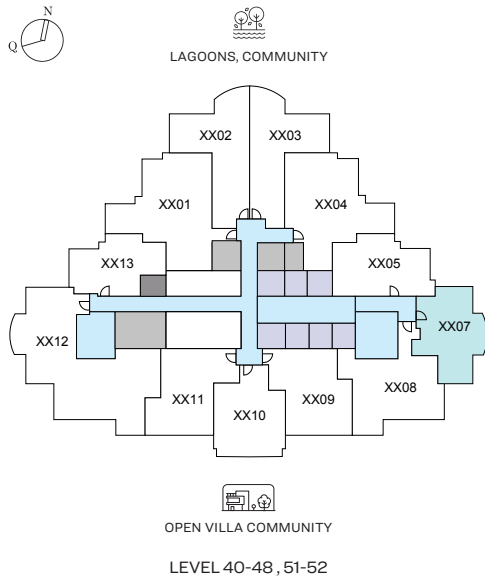 N
Q
LAGOONS, COMMUNITY
XX02 XX03
XX01 XX04
XX13 XX05
XX12 XX07
XX11 XX10 XX09 XX08
OPEN VILLA COMMUNITY
LEVEL 40-48 , 51-52